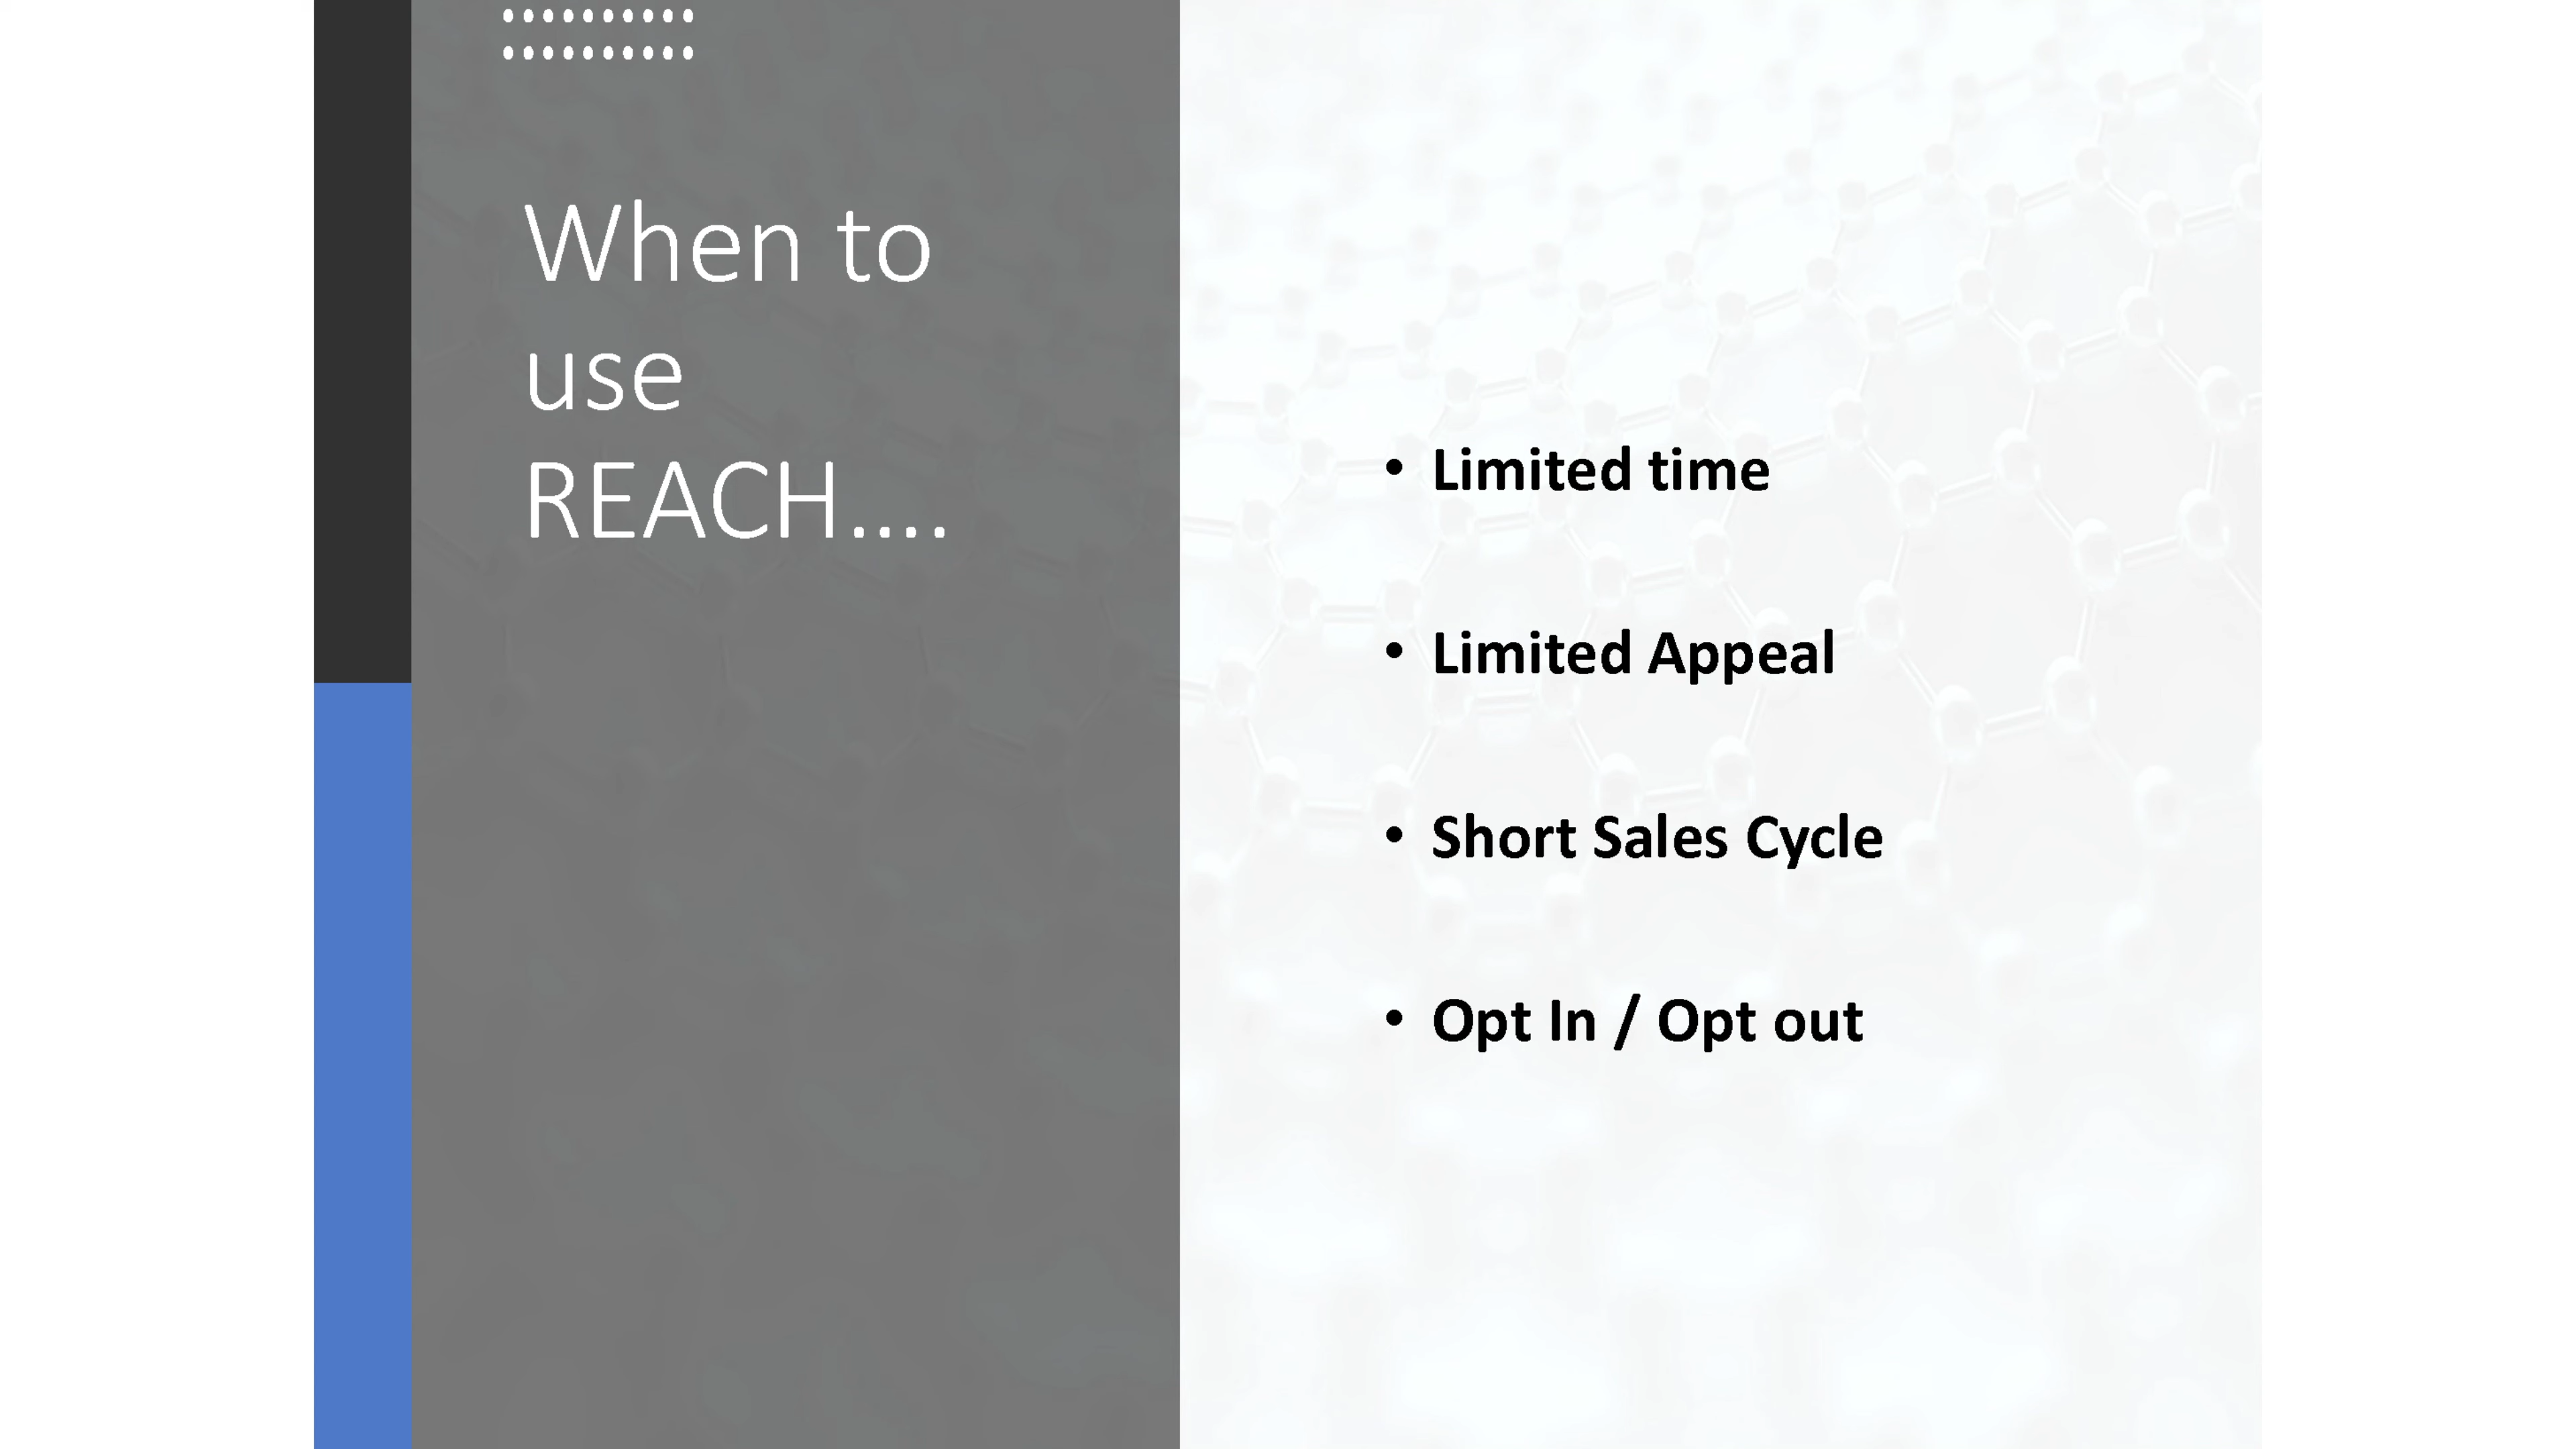 When to
use
REACH....
• Limited time
• Limited Appeal
• Short Sales Cycle
• Opt In / Opt out